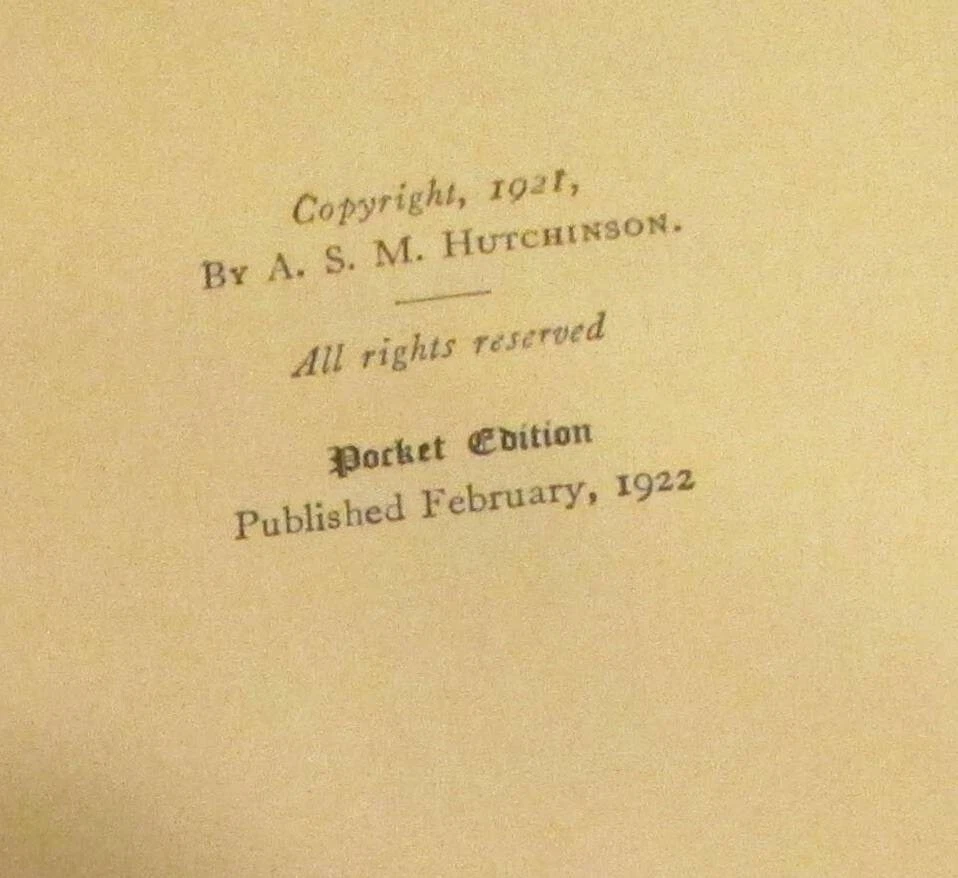 Copyright, 1921,
By A. S. M. Hutchinson.
All rights reserved
Pocket Edition
Published February, 1922